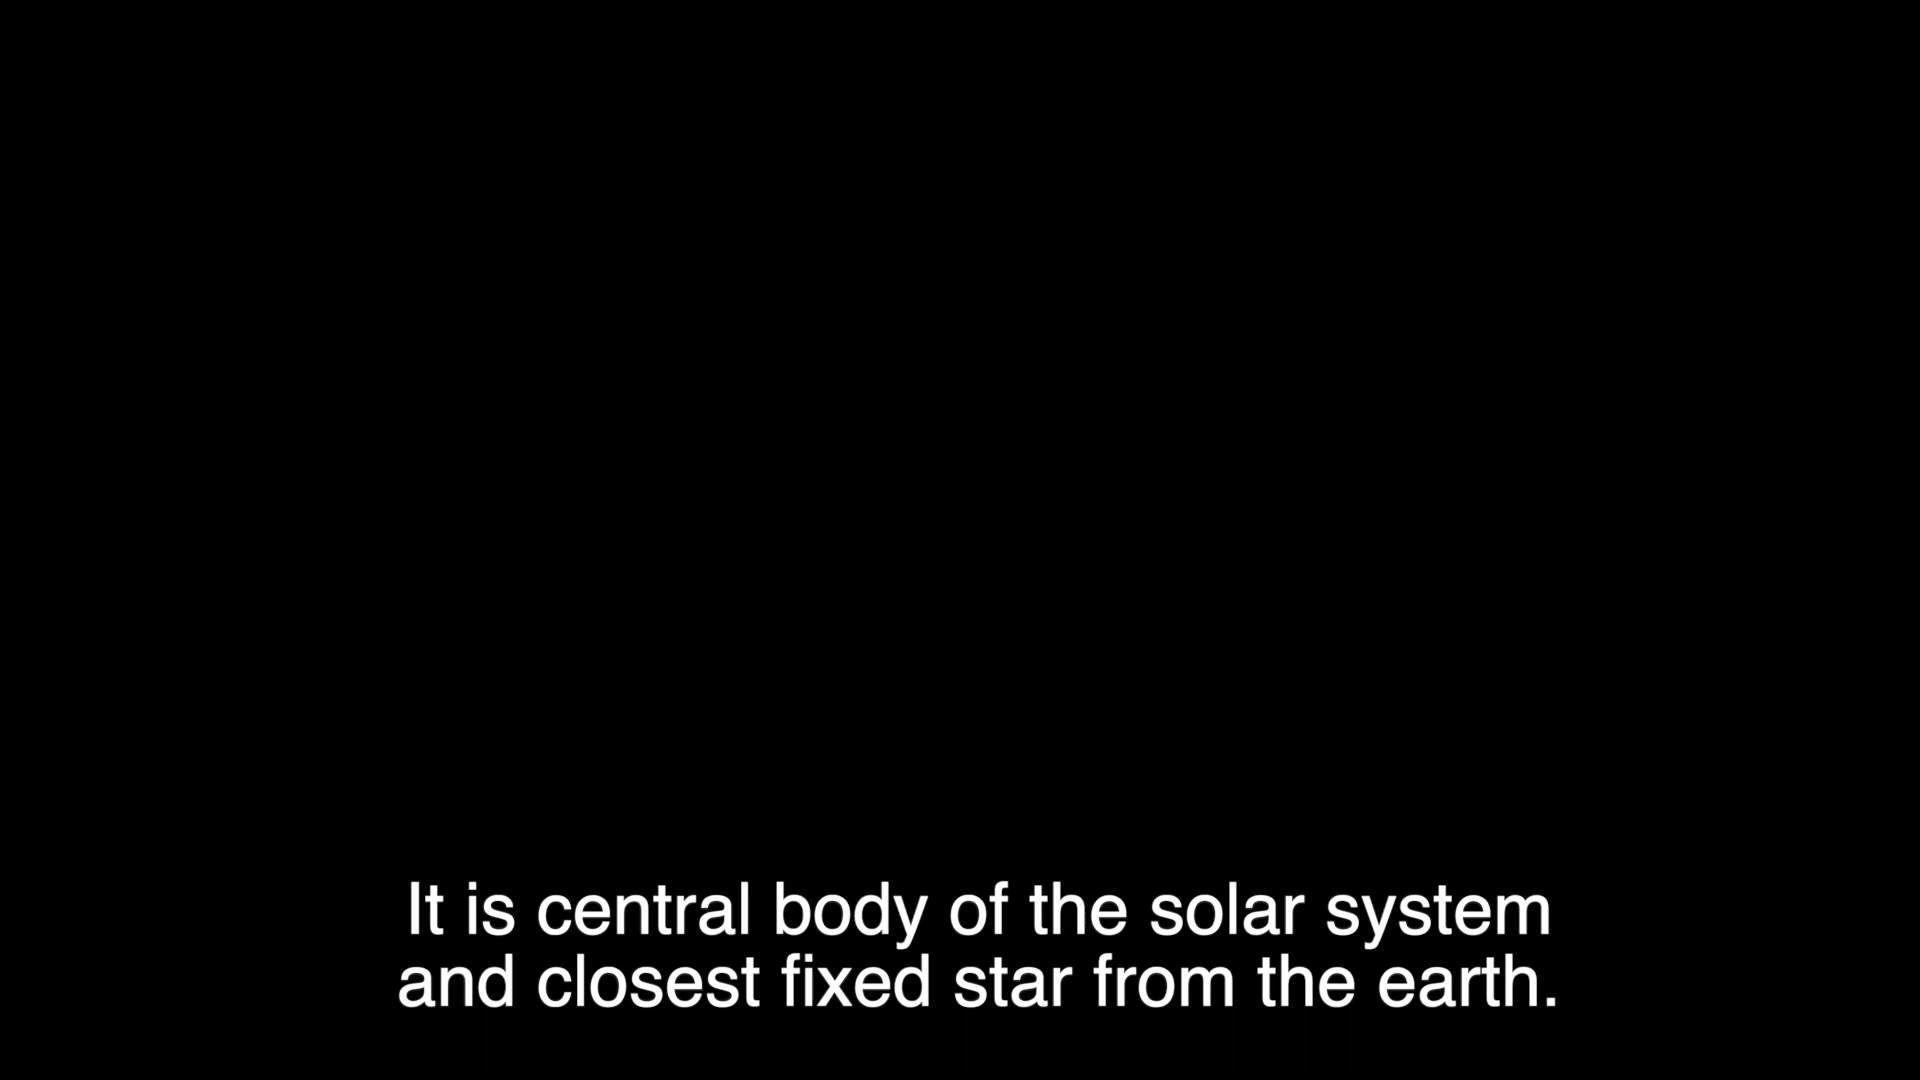 It is central body of the solar system
and closest fixed star from the earth.